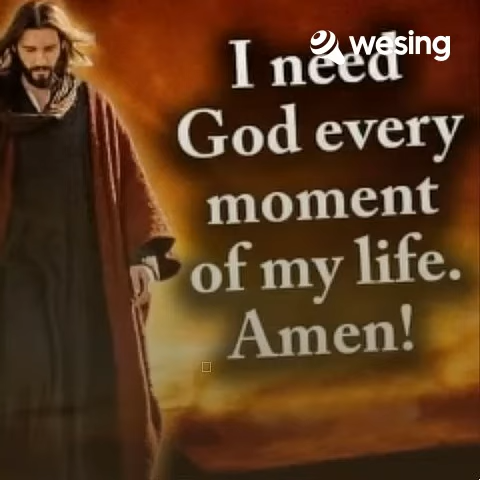 wesing
I need
God every
moment
of my life.
Amen!